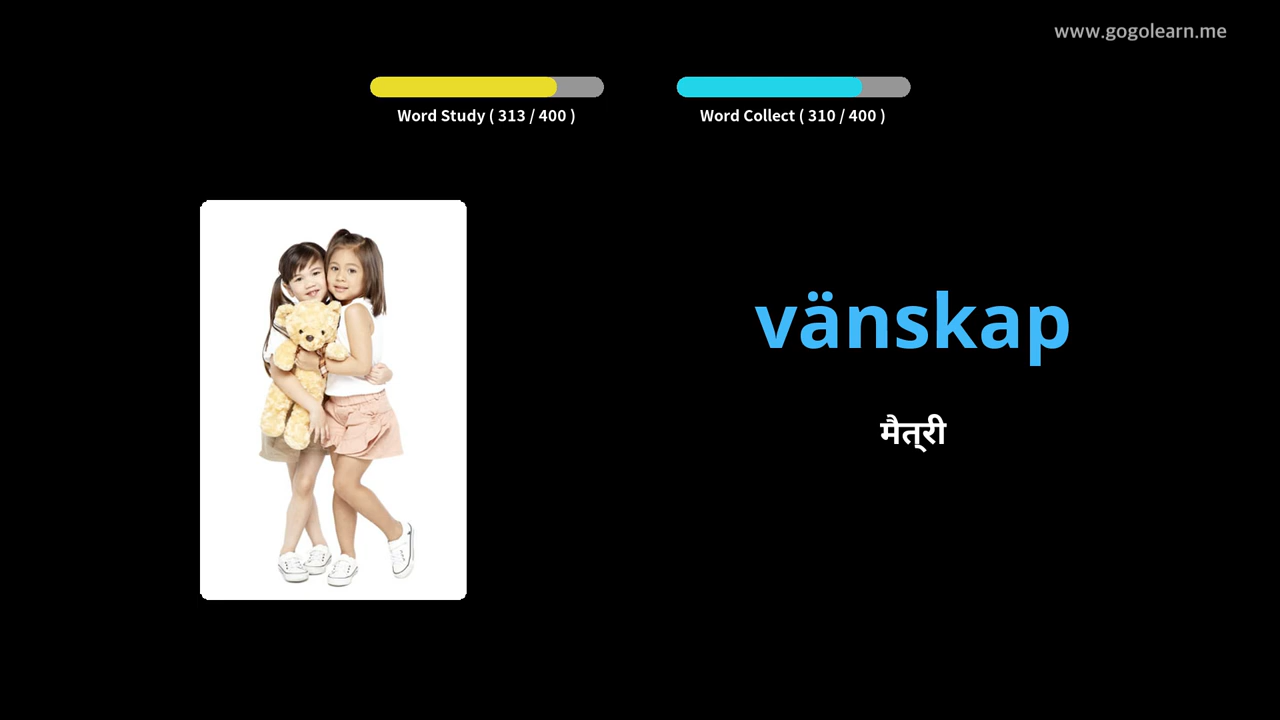 www.gogolearn.me
Word Study ( 313 / 400 )
Word Collect ( 310 / 400 )
vänskap
मैत्री